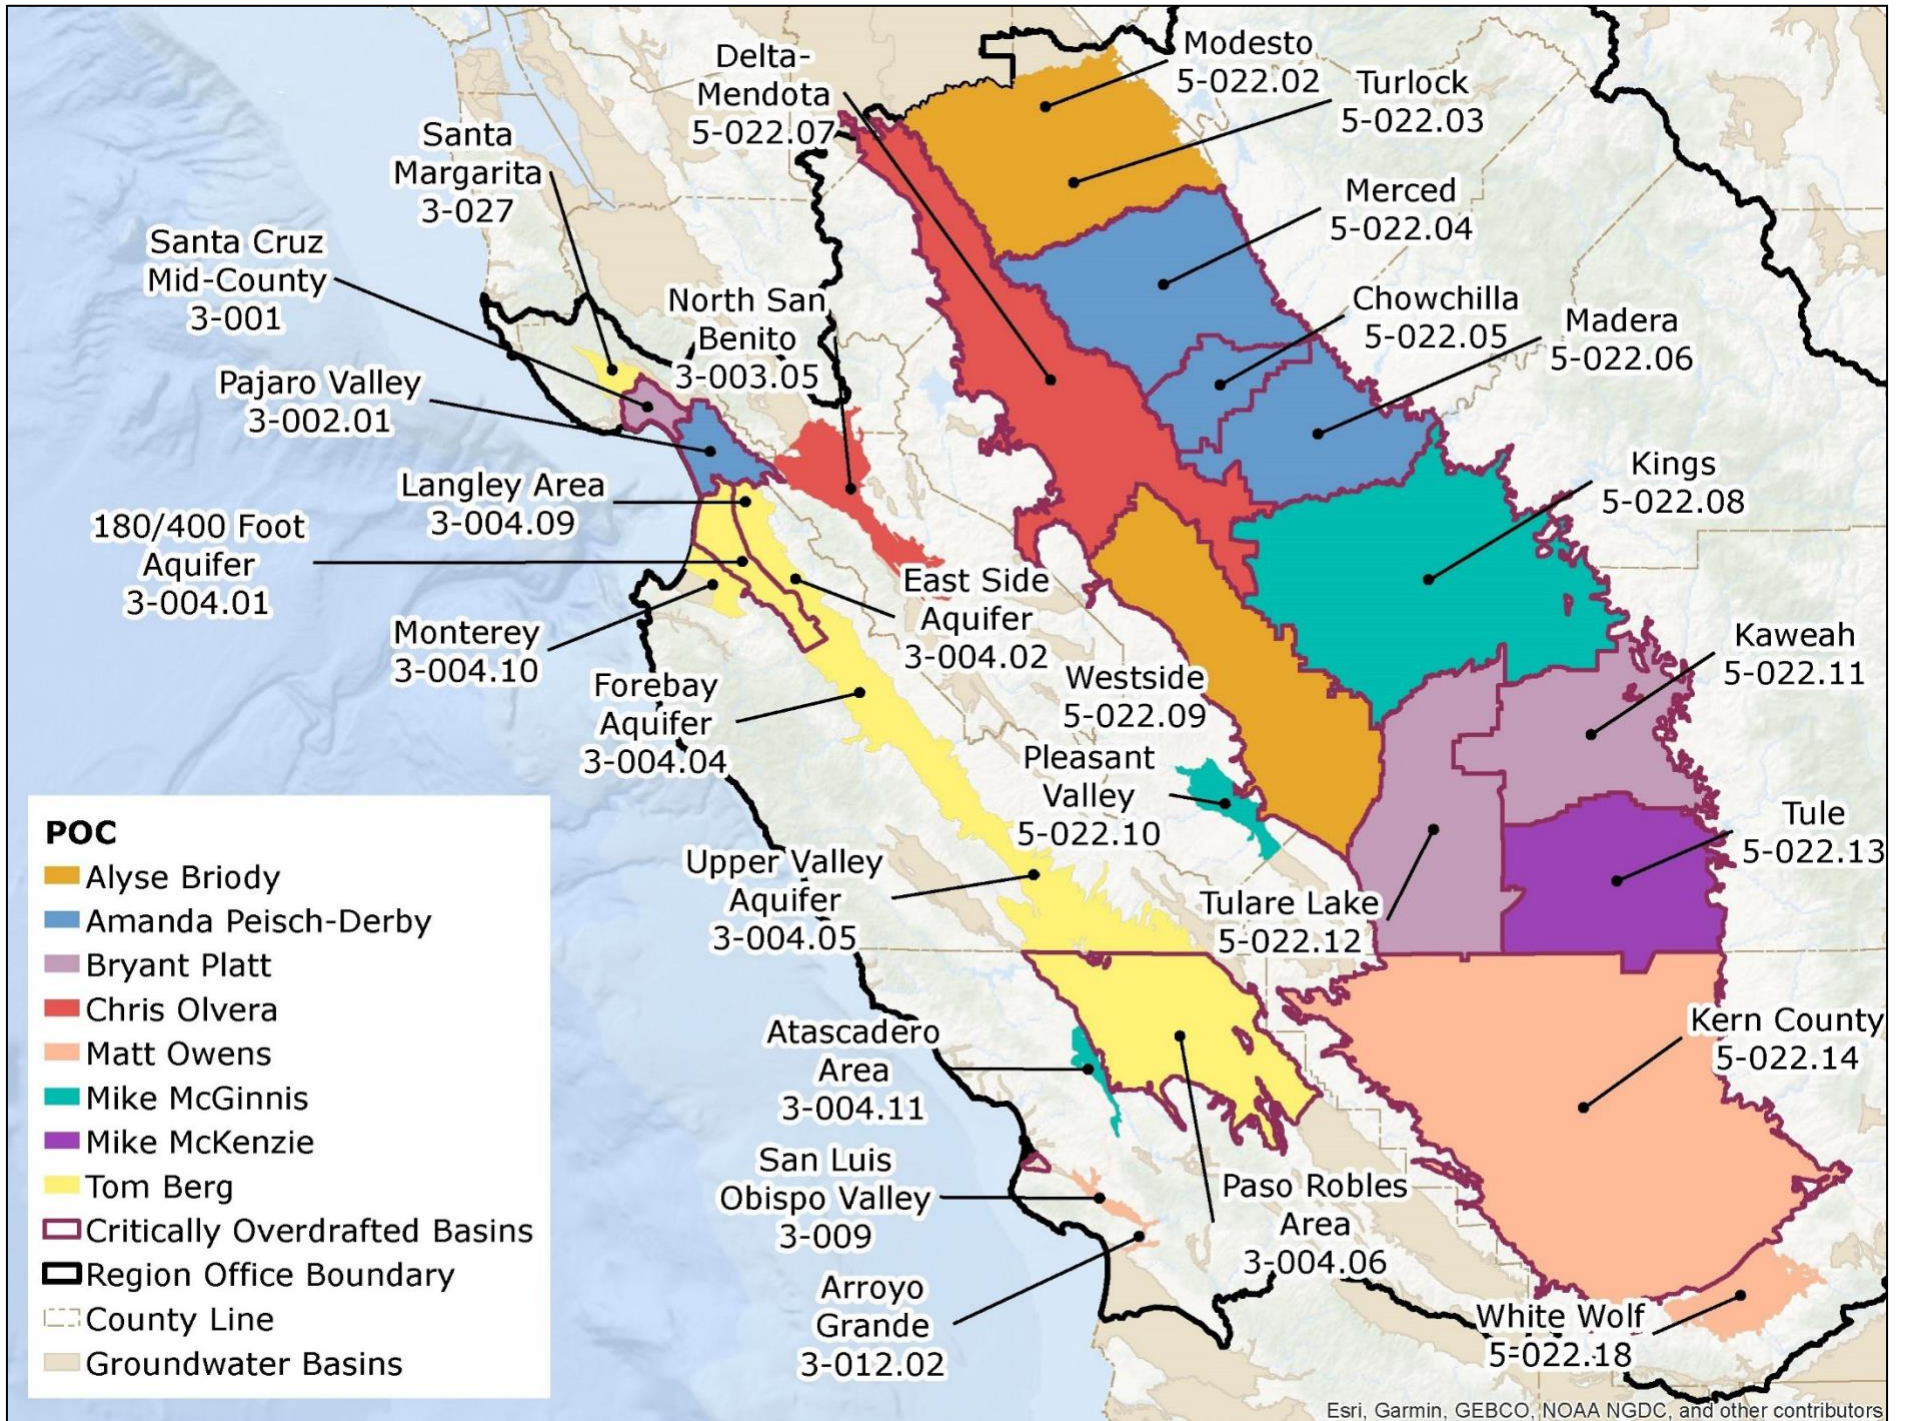 Delta-
Mendota
5-022.07
Modesto
5-022.02
Turlock
5-022.03
Santa
Margarita
3-027
Merced
5-022.04
Santa Cruz
Mid-County
3-001
North San
Benito
3-003.05
Chowchilla
5-022.05
Madera
5-022.06
Pajaro Valley
3-002.01
Kings
5-022.08
Langley Area
3-004.09
180/400 Foot
Aquifer
3-004.01
East Side
Aquifer
3-004.02
Monterey
3-004.10
Kaweah
5-022.11
Forebay
Aquifer
3-004.04
Westside
5-022.09
Pleasant
Valley
5-022.10
Tule
5-022.13
Upper Valley
Aquifer
3-004.05
Tulare Lake
5-022.12
Kern County
5-022.14
Atascadero
Area
3-004.11
San Luis
Obispo Valley
3-009
Paso Robles
Area
3-004.06
Arroyo
Grande
3-012.02
White Wolf
5-022.18
POC
Alyse Briody
Amanda Peisch-Derby
Bryant Platt
Chris Olvera
Matt Owens
Mike McGinnis
Mike McKenzie
Tom Berg
Critically Overdrafted Basins
Region Office Boundary
County Line
Groundwater Basins
Esri, Garmin, GEBCO, NOAA NGDC, and other contributors